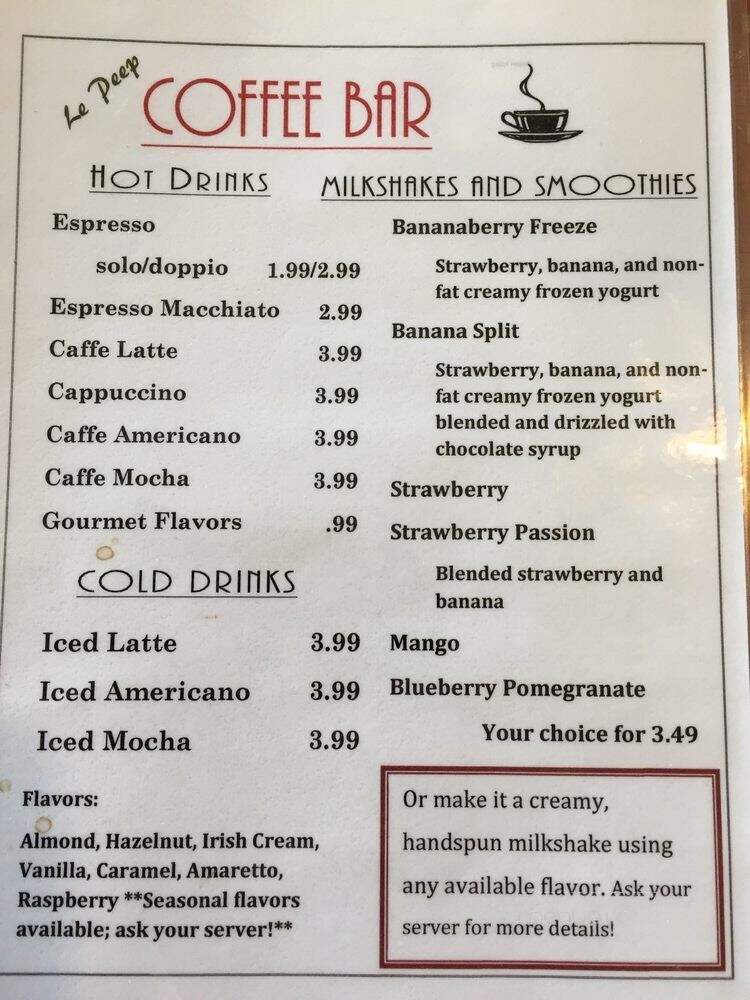 Le Peep
COFFEE BAR
HOT DRINKS
Espresso
solo/doppio 1.99/2.99
Espresso Macchiato 2.99
Caffe Latte 3.99
Cappuccino 3.99
Caffe Americano 3.99
Caffe Mocha 3.99
Gourmet Flavors .99
COLD DRINKS
Iced Latte 3.99
Iced Americano 3.99
Iced Mocha 3.99
Flavors:
Almond, Hazelnut, Irish Cream,
Vanilla, Caramel, Amaretto,
Raspberry **Seasonal flavors
available; ask your server!**
MILKSHAKES AND SMOOTHIES
Bananaberry Freeze
Strawberry, banana, and non-
fat creamy frozen yogurt
Banana Split
Strawberry, banana, and non-
fat creamy frozen yogurt
blended and drizzled with
chocolate syrup
Strawberry
Strawberry Passion
Blended strawberry and
banana
Mango
Blueberry Pomegranate
Your choice for 3.49
Or make it a creamy,
handspun milkshake using
any available flavor. Ask your
server for more details!